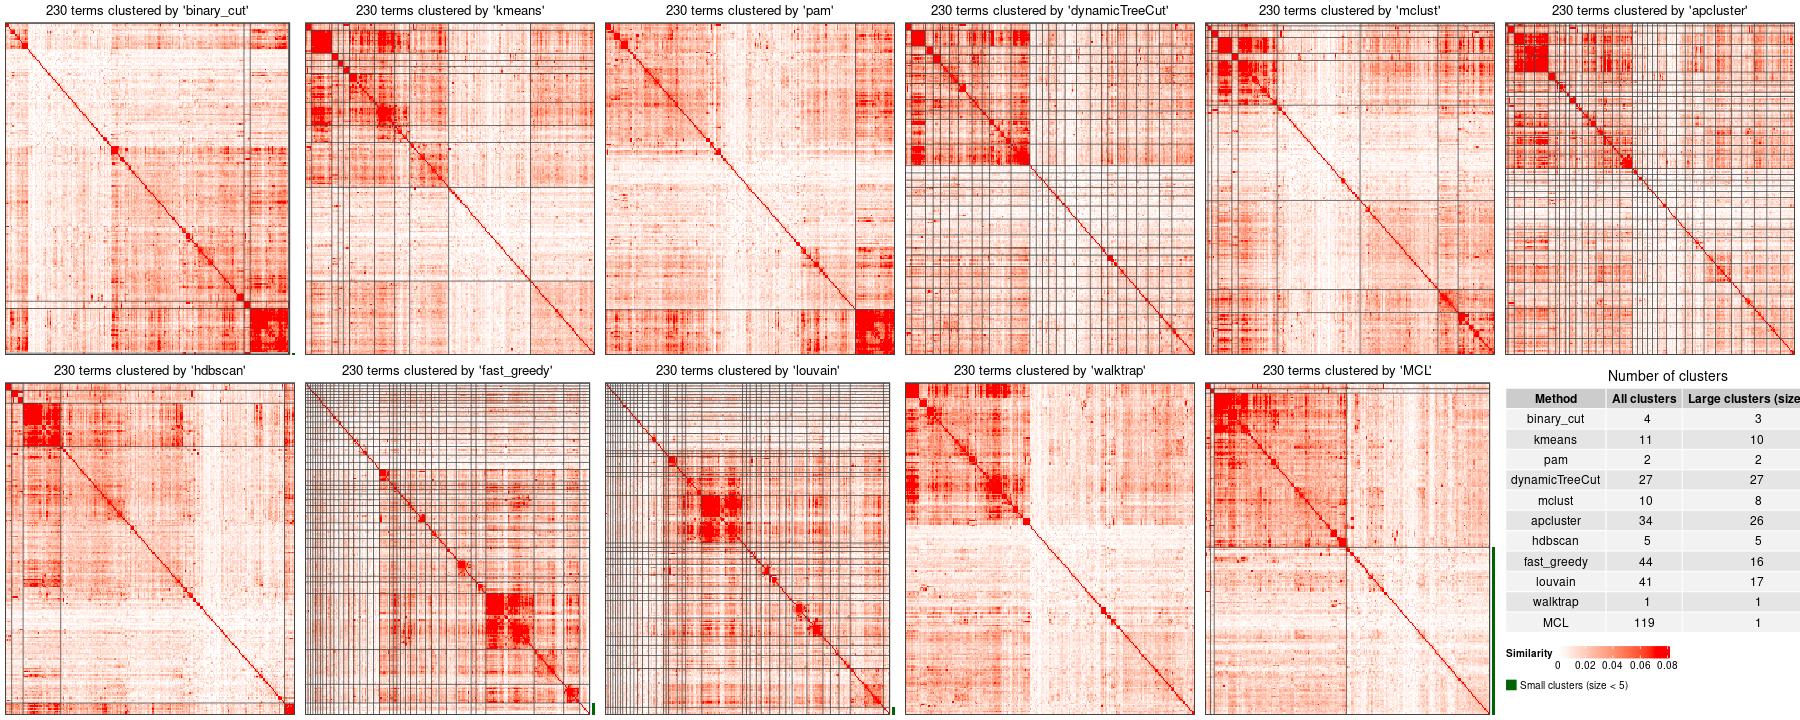 230 terms clustered by 'binary_cut'
230 terms clustered by 'kmeans'
230 terms clustered by 'pam'
230 terms clustered by 'dynamicTreeCut'
230 terms clustered by 'mclust'
230 terms clustered by 'apcluster'
230 terms clustered by 'hdbscan'
230 terms clustered by 'fast_greedy'
230 terms clustered by 'louvain'
230 terms clustered by 'walktrap'
230 terms clustered by 'MCL'
Number of clusters
Method All clusters Large clusters (size
binary_cut 4 3
kmeans 11 10
pam 2 2
dynamicTreeCut 27 27
mclust 10 8
apcluster 34 26
hdbscan 5 5
fast_greedy 44 16
louvain 41 17
walktrap 1 1
MCL 119 1
Similarity
0 0.02 0.04 0.06 0.08
Small clusters (size < 5)